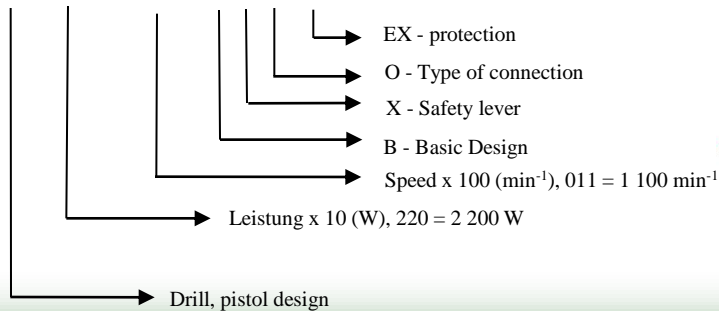 EX - protection
O - Type of connection
X - Safety lever
B - Basic Design
Speed x 100 (min⁻¹), 011 = 1 100 min⁻¹
Leistung x 10 (W), 220 = 2 200 W
Drill, pistol design